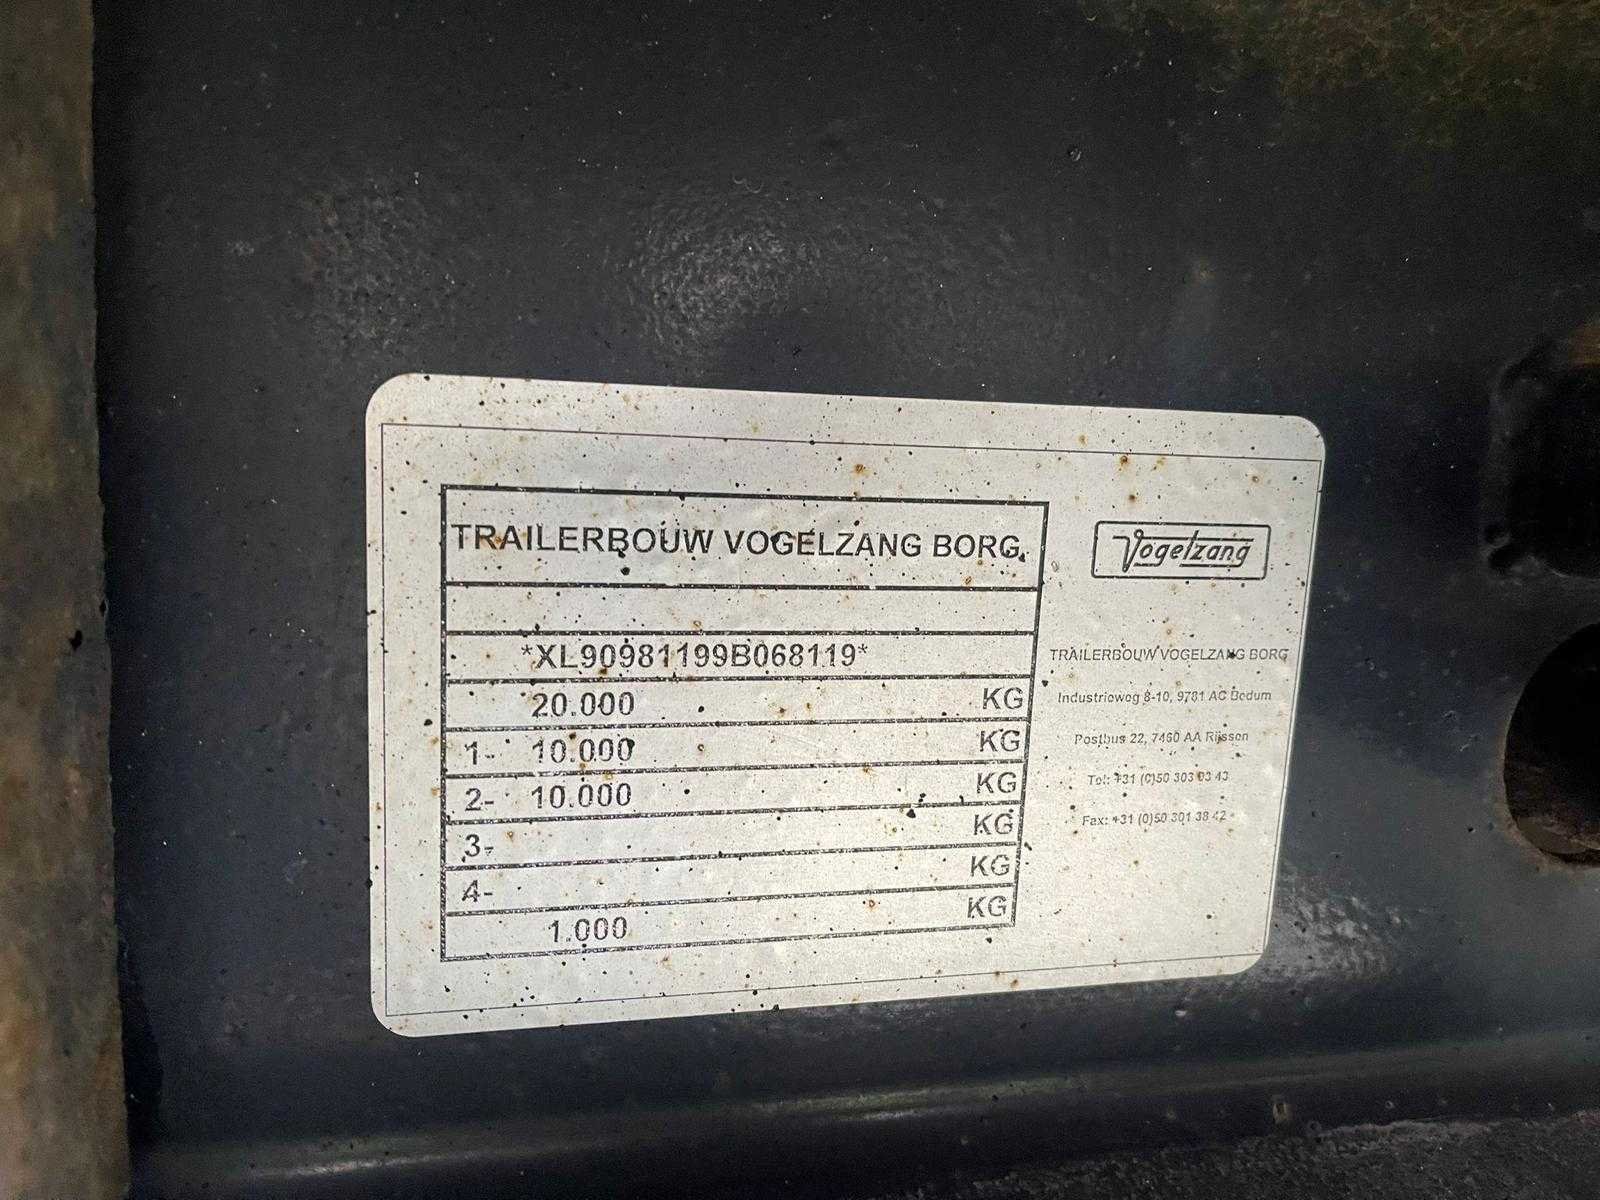 TRAILERBOUW VOGELZANG BORG.
*XL90981199B068119*
20.000 KG
1- 10.000 KG
2- 10.000 KG
3- KG
4- KG
1.000 KG
Vogelzang
TRAILERBOUW VOGELZANG BORG
Industrieweg 8-10, 9781 AC Bedum
Postbus 22, 7460 AA Rijssen
Tel: +31 (0)50 303 93 43
Fax: +31 (0)50 301 38 42